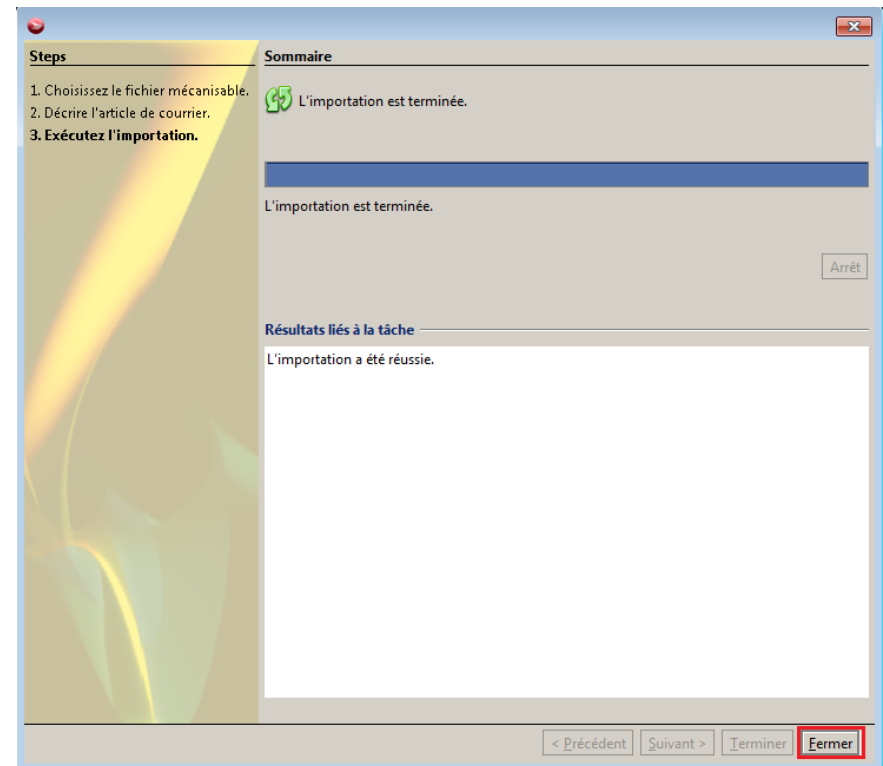 Steps
1. Choisissez le fichier mécanisable.
2. Décrire l'article de courrier.
3. Exécutez l'importation.
Sommaire
L'importation est terminée.
L'importation est terminée.
Arrêt
Résultats liés à la tâche
L'importation a été réussie.
< Précédent Suivant > Terminer Fermer